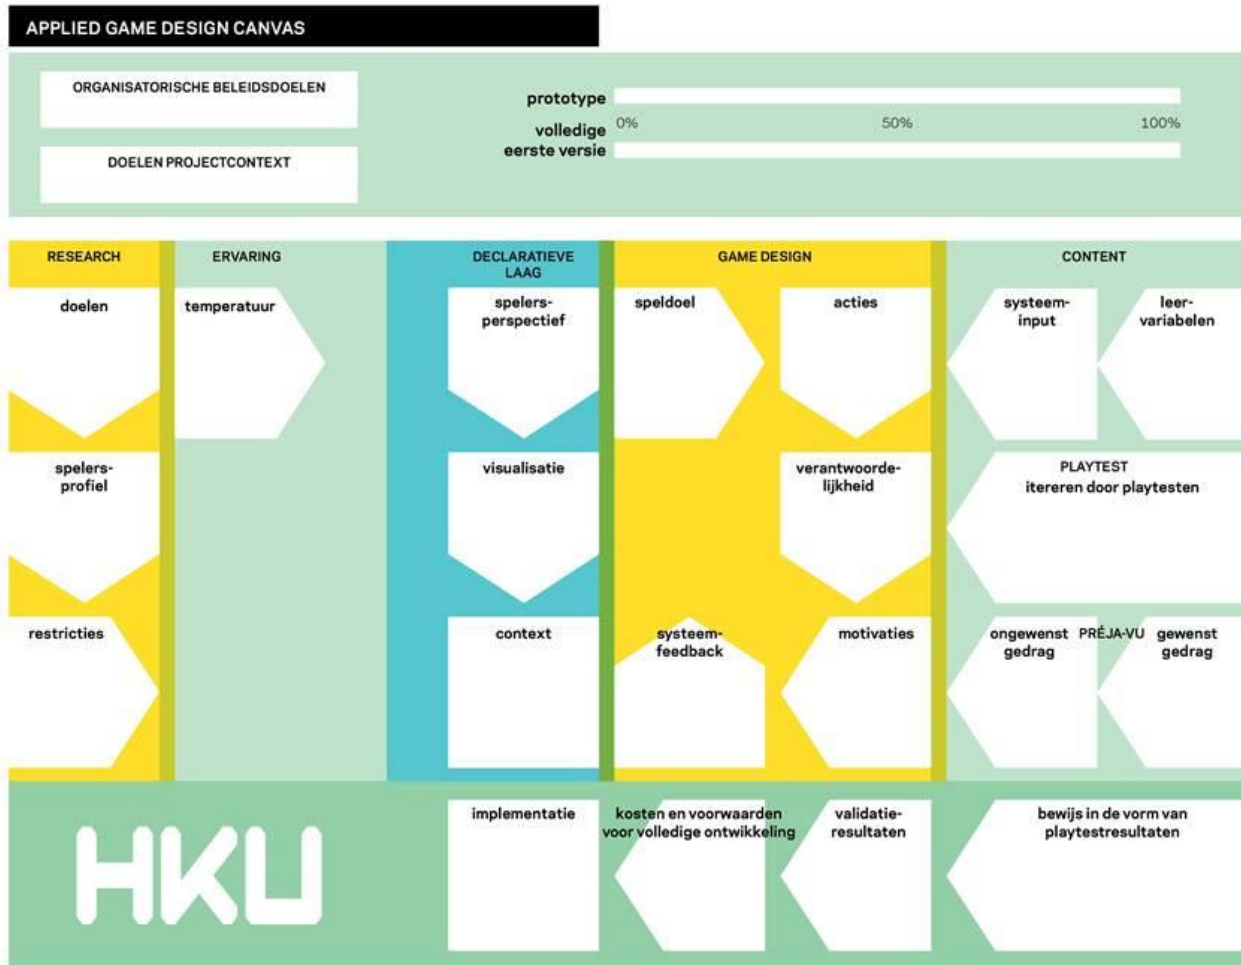 APPLIED GAME DESIGN CANVAS
ORGANISATORISCHE BELEIDSDOELEN
DOELEN PROJECTCONTEXT
prototype
0% 50% 100%
volledige
eerste versie
RESEARCH
doelen
spelers-
profiel
restricties
ERVARING
temperatuur
DECLARATIEVE
LAAG
spelers-
perspectief
visualisatie
context
GAME DESIGN
speldoel
acties
verantwoorde-
lijkheid
systeem-
feedback
motivaties
CONTENT
systeem-
input
leer-
variabelen
PLAYTEST
itereren door playtesten
ongewenst
gedrag
PRÉJA-VU
gewenst
gedrag
HKU
implementatie
kosten en voorwaarden
voor volledige ontwikkeling
validatie-
resultaten
bewijs in de vorm van
playtestresultaten